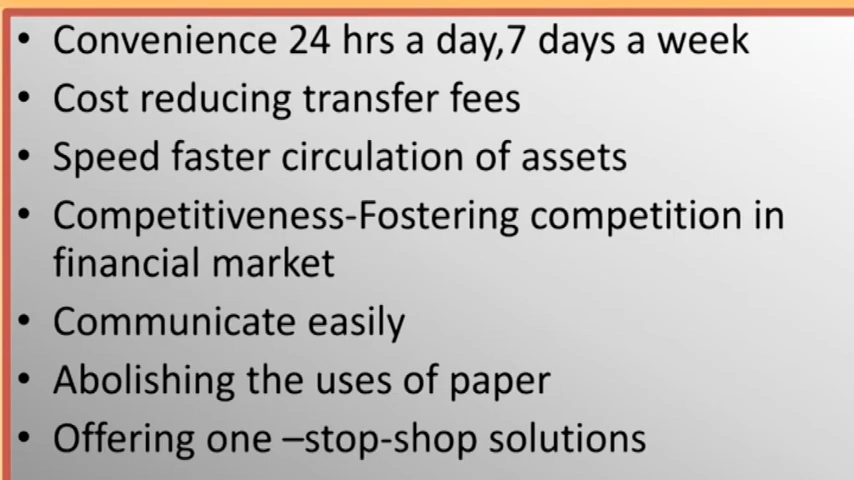 • Convenience 24 hrs a day,7 days a week
• Cost reducing transfer fees
• Speed faster circulation of assets
• Competitiveness-Fostering competition in
financial market
• Communicate easily
• Abolishing the uses of paper
• Offering one –stop-shop solutions